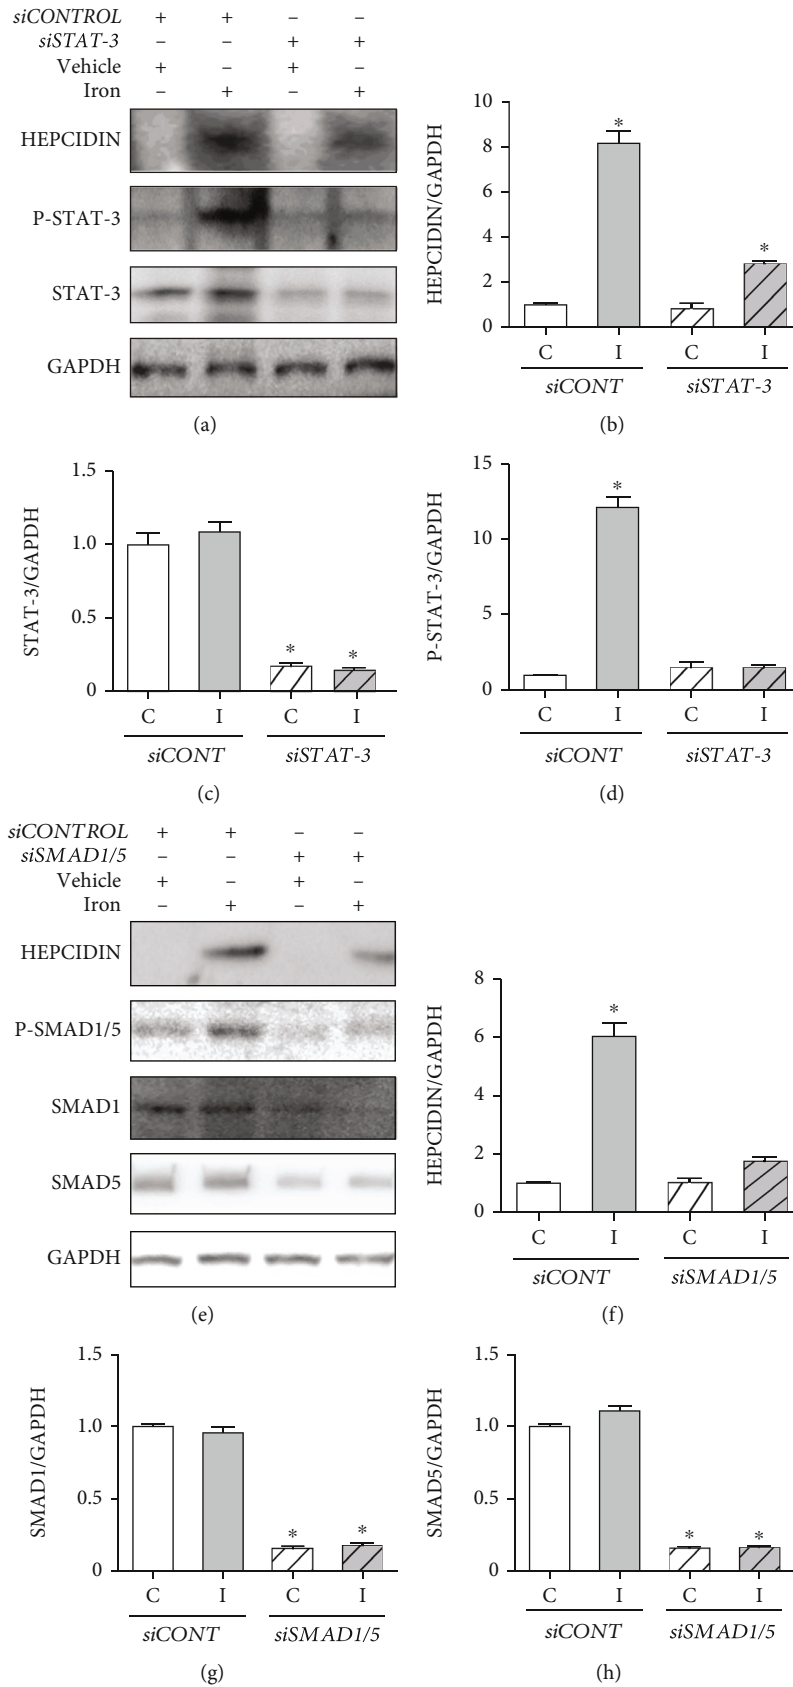 siCONTROL + + – –
siSTAT-3 – – + +
Vehicle + – + –
Iron – + – +
HEPCIDIN
P-STAT-3
STAT-3
GAPDH
(a)
HEPCIDIN/GAPDH
10
8
6
4
2
0
*
*
C I C I
siCONT siSTAT-3
(b)
STAT-3/GAPDH
1.5
1.0
0.5
0
* *
C I C I
siCONT siSTAT-3
(c)
P-STAT-3/GAPDH
15
10
5
0
*
C I C I
siCONT siSTAT-3
(d)
siCONTROL + + – –
siSMAD1/5 – – + +
Vehicle + – + –
Iron – + – +
HEPCIDIN
P-SMAD1/5
SMAD1
SMAD5
GAPDH
(e)
HEPCIDIN/GAPDH
8
6
4
2
0
*
C I C I
siCONT siSMAD1/5
(f)
SMAD1/GAPDH
1.5
1.0
0.5
0
* *
C I C I
siCONT siSMAD1/5
(g)
SMAD5/GAPDH
1.5
1.0
0.5
0
* *
C I C I
siCONT siSMAD1/5
(h)